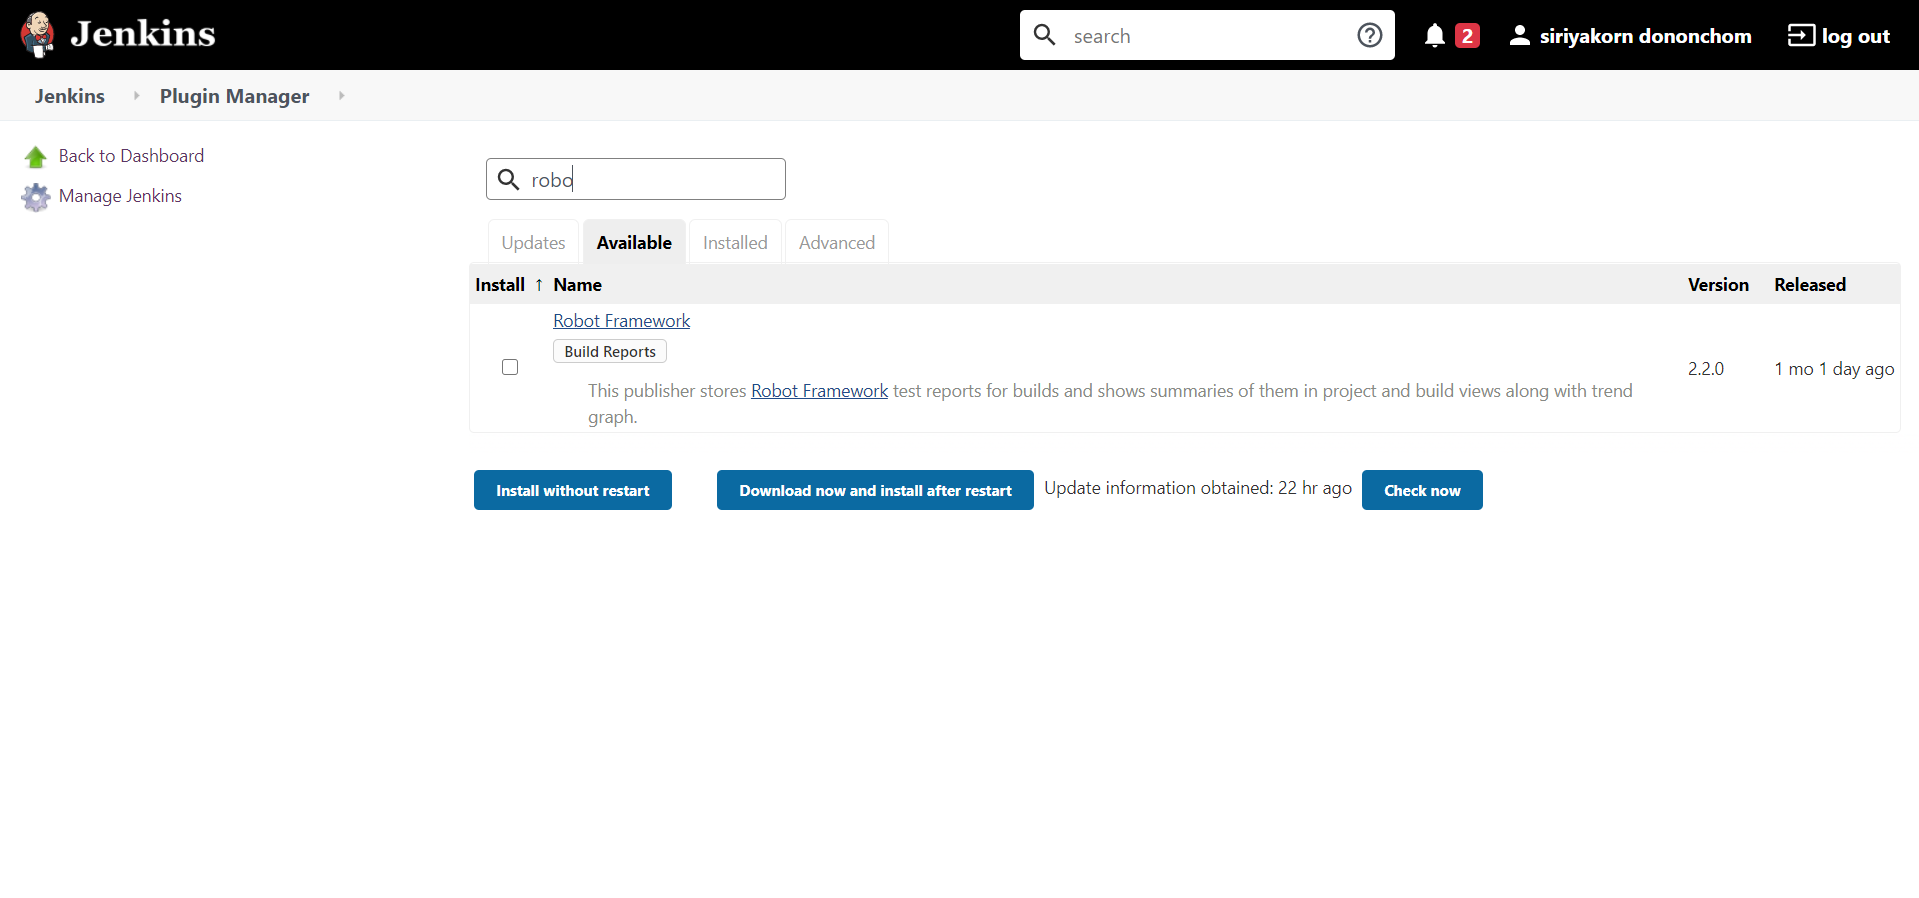 Jenkins
search
2
siriyakorn dononchom
log out
Jenkins
Plugin Manager
Back to Dashboard
Manage Jenkins
robo
Updates
Available
Installed
Advanced
Install ↑ Name
Version
Released
Robot Framework
Build Reports
This publisher stores Robot Framework test reports for builds and shows summaries of them in project and build views along with trend
graph.
2.2.0
1 mo 1 day ago
Install without restart
Download now and install after restart
Update information obtained: 22 hr ago
Check now